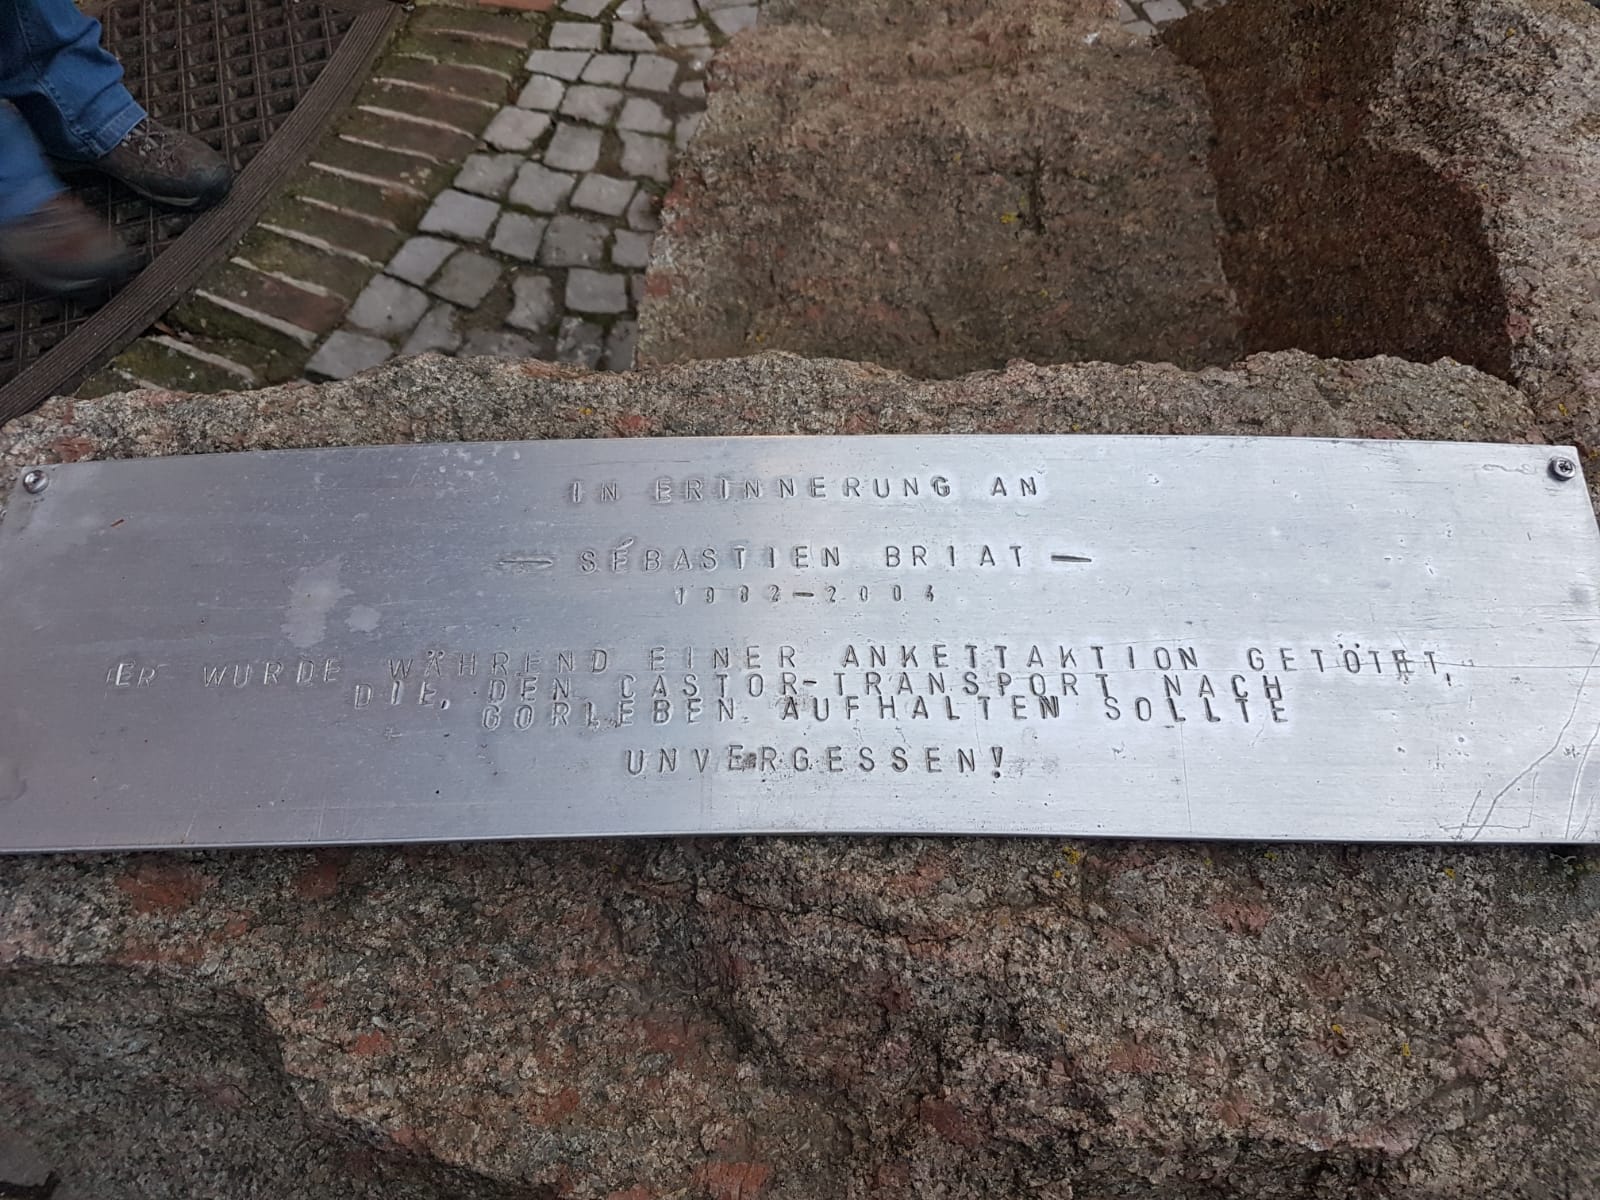 IN ERINNERUNG AN
— SÉBASTIEN BRIAT —
1982—2004
ER WURDE WÄHREND EINER ANKETTAKTION GETÖTET,
DIE, DEN CASTOR-TRANSPORT NACH
GORLEBEN AUFHALTEN SOLLTE
UNVERGESSEN!